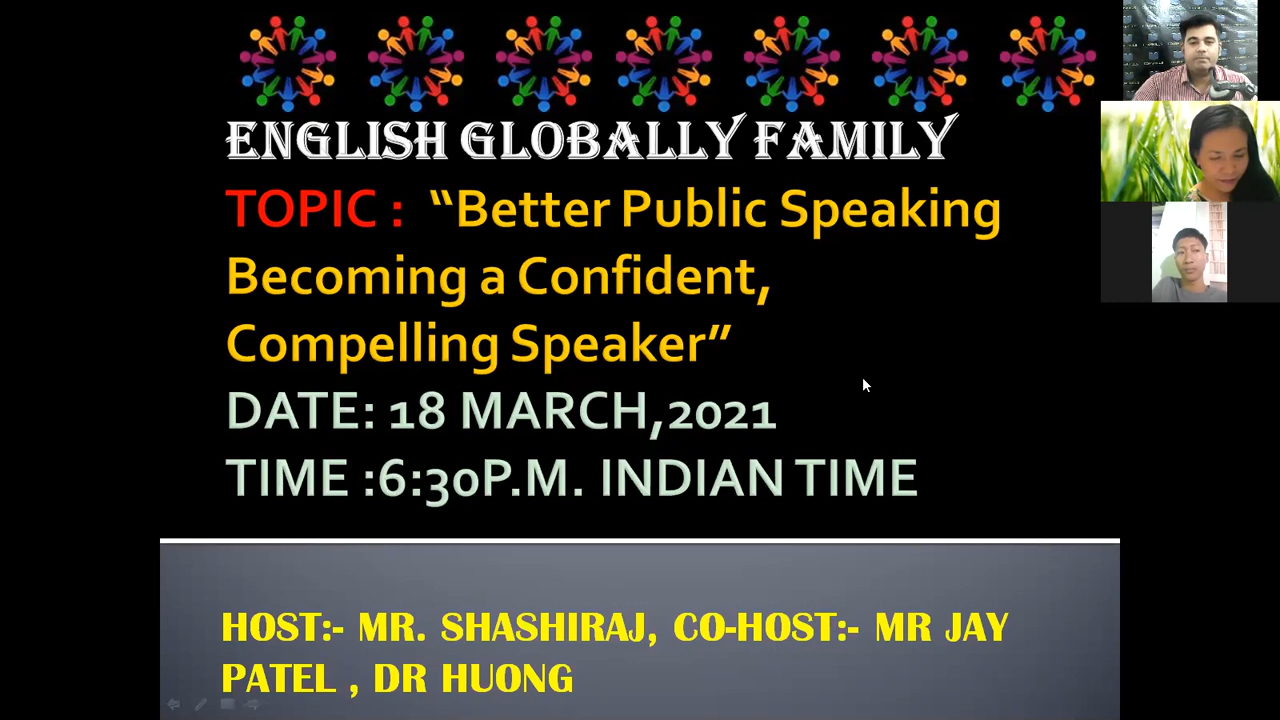 ENGLISH GLOBALLY FAMILY
TOPIC : “Better Public Speaking
Becoming a Confident,
Compelling Speaker”
DATE: 18 MARCH,2021
TIME :6:30P.M. INDIAN TIME
HOST:- MR. SHASHIRAJ, CO-HOST:- MR JAY
PATEL , DR HUONG